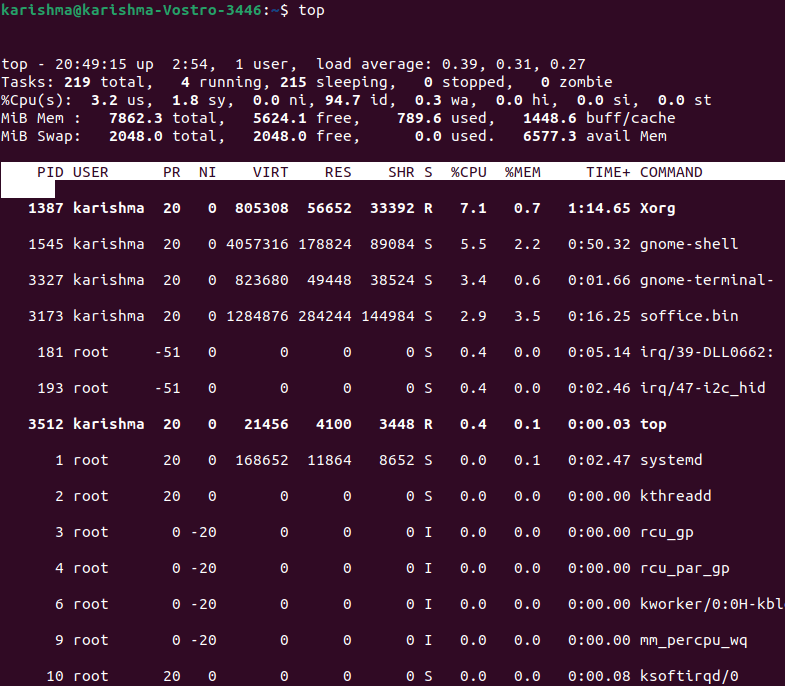 karishma@karishma-Vostro-3446:~$ top
top - 20:49:15 up  2:54,  1 user,  load average: 0.39, 0.31, 0.27
Tasks: 219 total,   4 running, 215 sleeping,   0 stopped,   0 zombie
%Cpu(s):  3.2 us,  1.8 sy,  0.0 ni, 94.7 id,  0.3 wa,  0.0 hi,  0.0 si,  0.0 st
MiB Mem :   7862.3 total,   5624.1 free,    789.6 used,   1448.6 buff/cache
MiB Swap:   2048.0 total,   2048.0 free,      0.0 used.   6577.3 avail Mem
    PID USER      PR  NI    VIRT    RES    SHR S  %CPU  %MEM     TIME+ COMMAND
   1387 karishma  20   0  805308  56652  33392 R   7.1   0.7   1:14.65 Xorg
   1545 karishma  20   0 4057316 178824  89084 S   5.5   2.2   0:50.32 gnome-shell
   3327 karishma  20   0  823680  49448  38524 S   3.4   0.6   0:01.66 gnome-terminal-
   3173 karishma  20   0 1284876 284244 144984 S   2.9   3.5   0:16.25 soffice.bin
    181 root     -51   0       0      0      0 S   0.4   0.0   0:05.14 irq/39-DLL0662:
    193 root     -51   0       0      0      0 S   0.4   0.0   0:02.46 irq/47-i2c_hid
   3512 karishma  20   0   21456   4100   3448 R   0.4   0.1   0:00.03 top
      1 root      20   0  168652  11864   8652 S   0.0   0.1   0:02.47 systemd
      2 root      20   0       0      0      0 S   0.0   0.0   0:00.00 kthreadd
      3 root       0 -20       0      0      0 I   0.0   0.0   0:00.00 rcu_gp
      4 root       0 -20       0      0      0 I   0.0   0.0   0:00.00 rcu_par_gp
      6 root       0 -20       0      0      0 I   0.0   0.0   0:00.00 kworker/0:0H-kbl
      9 root       0 -20       0      0      0 I   0.0   0.0   0:00.00 mm_percpu_wq
     10 root      20   0       0      0      0 S   0.0   0.0   0:00.08 ksoftirqd/0